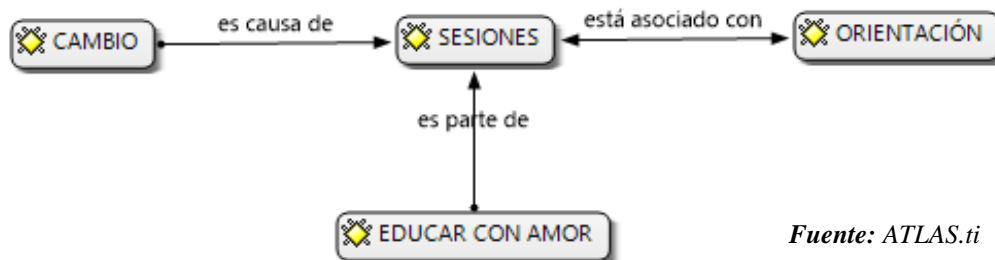 CAMBIO
es causa de
SESIONES
está asociado con
ORIENTACIÓN
es parte de
EDUCAR CON AMOR
Fuente: ATLAS.ti